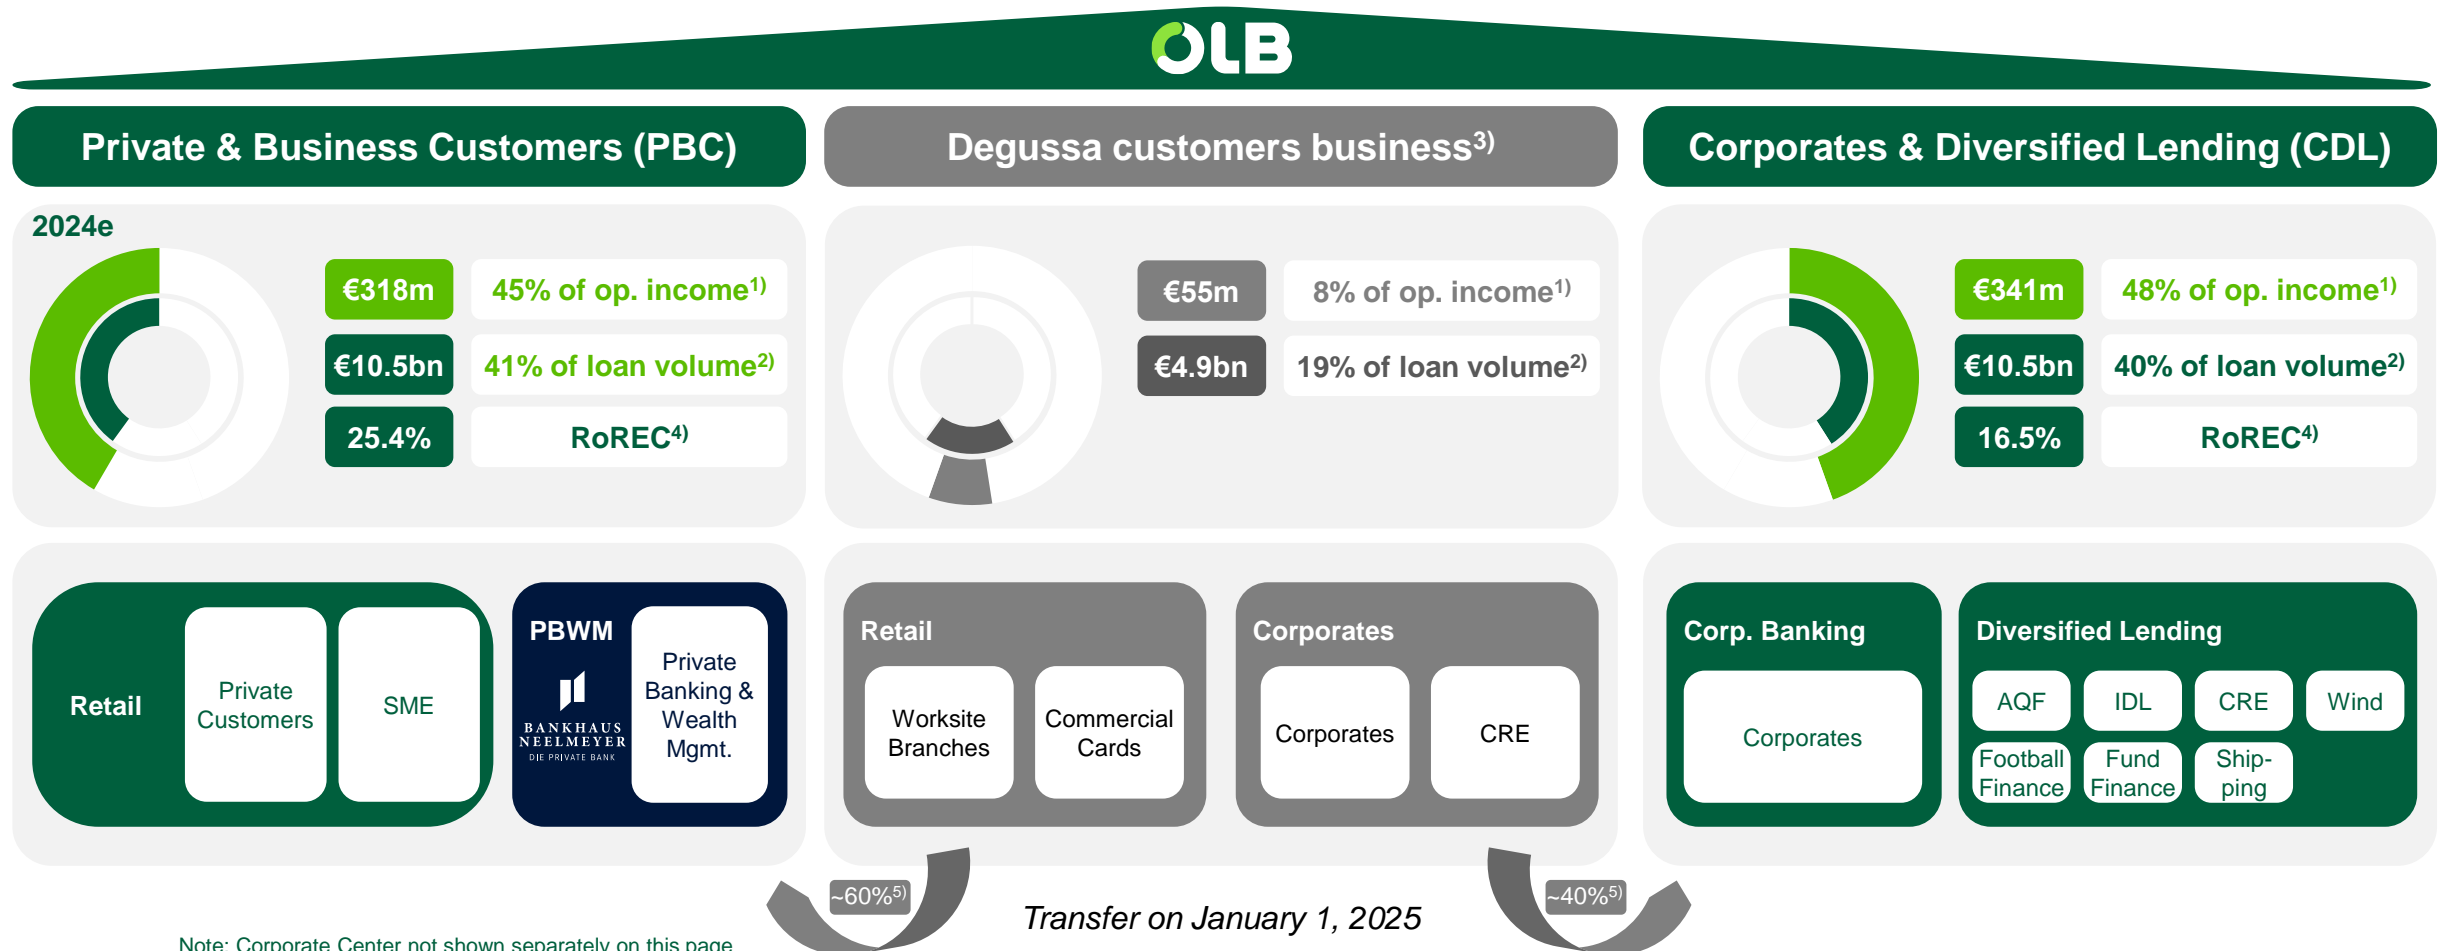 OLB
Private & Business Customers (PBC)
Degussa customers business3)
Corporates & Diversified Lending (CDL)
2024e
€318m
45% of op. income1)
€10.5bn
41% of loan volume2)
25.4%
RoREC4)
€55m
8% of op. income1)
€4.9bn
19% of loan volume2)
€341m
48% of op. income1)
€10.5bn
40% of loan volume2)
16.5%
RoREC4)
Retail
Private
Customers
SME
PBWM
BANKHAUS
NEELMEYER
DIE PRIVATE BANK
Private
Banking &
Wealth
Mgmt.
Retail
Worksite
Branches
Commercial
Cards
Corporates
Corporates
CRE
Corp. Banking
Corporates
Diversified Lending
AQF
IDL
CRE
Wind
Football
Finance
Fund
Finance
Ship-
ping
~60%5)
Transfer on January 1, 2025
~40%5)
Note: Corporate Center not shown separately on this page